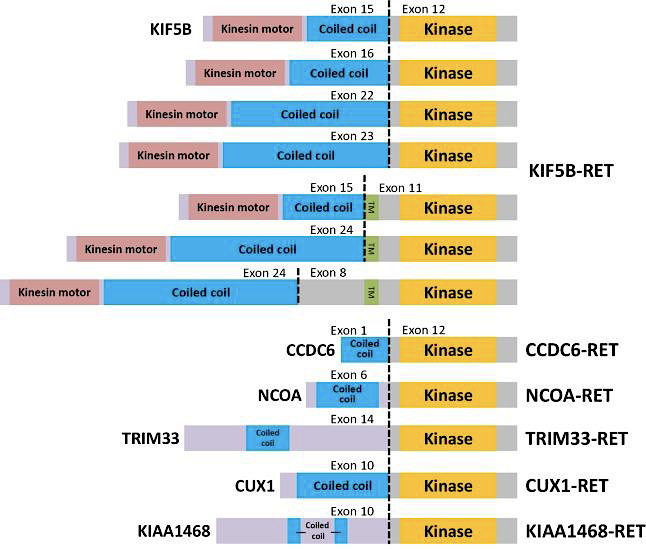 Exon 15 Exon 12
KIF5B Kinesin motor Coiled coil Kinase
Exon 16
Kinesin motor Coiled coil Kinase
Exon 22
Kinesin motor Coiled coil Kinase
Exon 23
Kinesin motor Coiled coil Kinase
KIF5B-RET
Exon 15 Exon 11
Kinesin motor Coiled coil TM Kinase
Exon 24
Kinesin motor Coiled coil TM Kinase
Exon 24 Exon 8
Kinesin motor Coiled coil TM Kinase
Exon 1 Exon 12
CCDC6 Coiled coil Kinase CCDC6-RET
Exon 6
NCOA Coiled coil Kinase NCOA-RET
Exon 14
TRIM33 Coiled coil Kinase TRIM33-RET
Exon 10
CUX1 Coiled coil Kinase CUX1-RET
Exon 10
KIAA1468 Coiled coil Kinase KIAA1468-RET